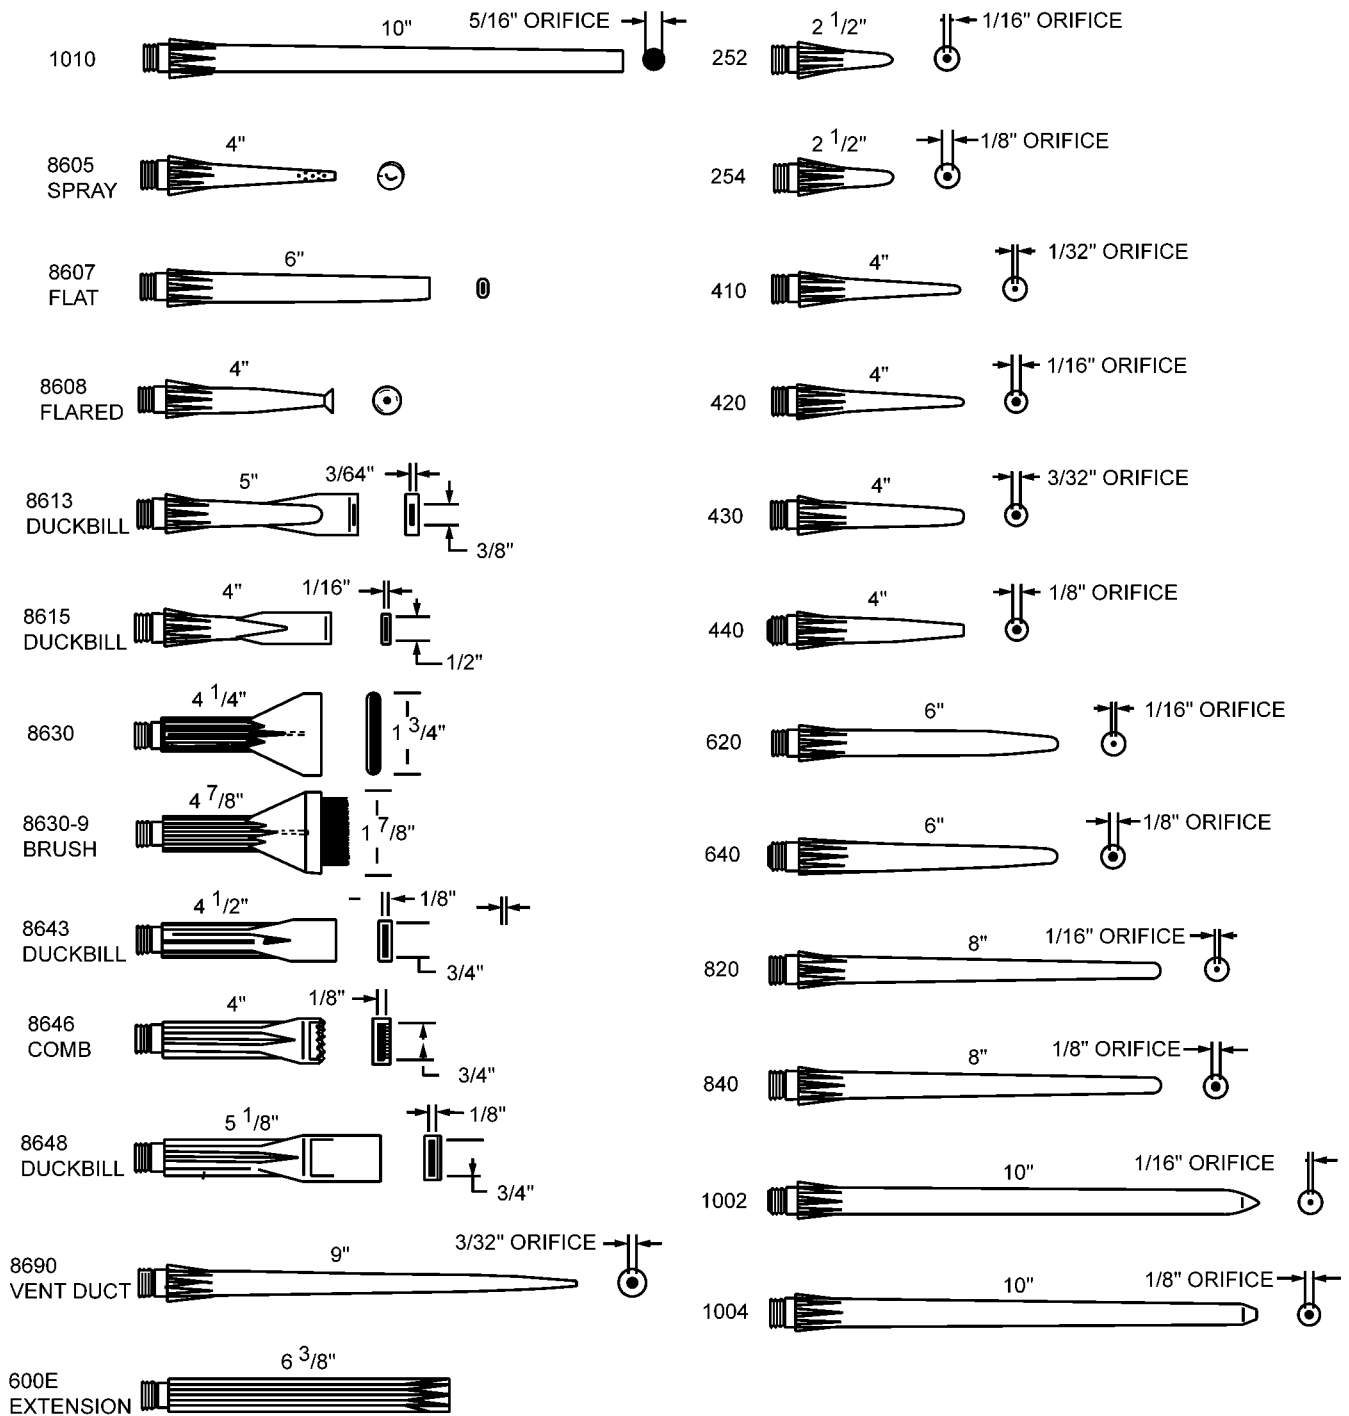 10"
5/16" ORIFICE
1010
4"
8605
SPRAY
6"
8607
FLAT
4"
8608
FLARED
3/64"
5"
8613
DUCKBILL
3/8"
1/16"
4"
8615
DUCKBILL
1/2"
4 1/4"
8630
1 3/4"
4 7/8"
8630-9
BRUSH
1 7/8"
4 1/2"
1/8"
8643
DUCKBILL
3/4"
4"
1/8"
8646
COMB
3/4"
5 1/8"
1/8"
8648
DUCKBILL
3/4"
9"
3/32" ORIFICE
8690
VENT DUCT
6 3/8"
600E
EXTENSION
2 1/2"
1/16" ORIFICE
252
2 1/2"
1/8" ORIFICE
254
4"
1/32" ORIFICE
410
4"
1/16" ORIFICE
420
4"
3/32" ORIFICE
430
4"
1/8" ORIFICE
440
6"
1/16" ORIFICE
620
6"
1/8" ORIFICE
640
8"
1/16" ORIFICE
820
8"
1/8" ORIFICE
840
10"
1/16" ORIFICE
1002
10"
1/8" ORIFICE
1004